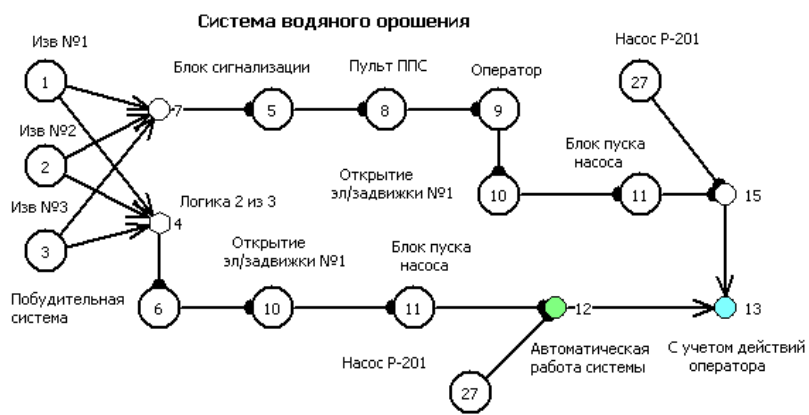 Система водяного орошения
Изв №1
Насос Р-201
Блок сигнализации
Пульт ППС
Оператор
1
27
7
5
8
9
Изв №2
2
Блок пуска
насоса
Открытие
эл/задвижки №1
10
11
15
Изв №3
Логика 2 из 3
4
3
Открытие
эл/задвижки №1
Блок пуска
насоса
Побудительная
система
6
10
11
12
13
Автоматическая
работа системы
С учетом действий
оператора
Насос Р-201
27